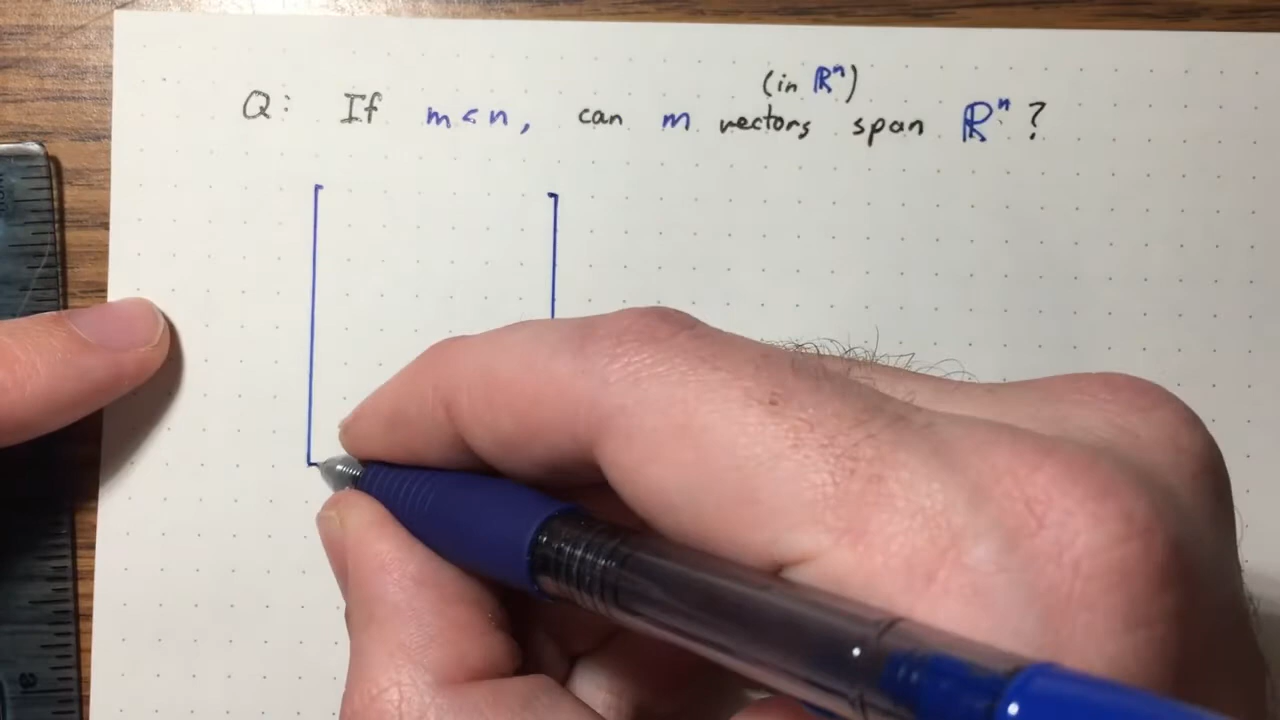 (in ℝⁿ)
Q: If m<n, can m vectors span ℝⁿ?